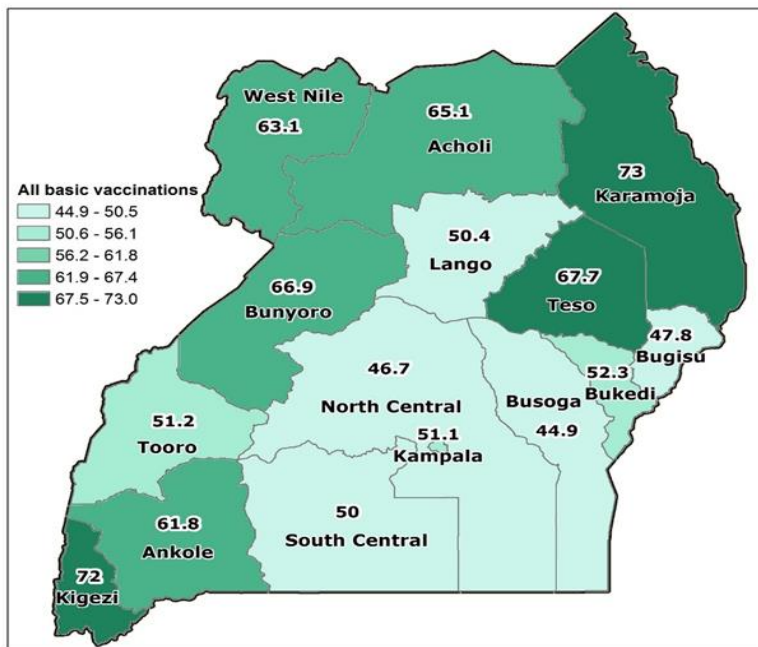 West Nile
63.1
65.1
Acholi
73
Karamoja
All basic vaccinations
44.9 - 50.5
50.6 - 56.1
56.2 - 61.8
61.9 - 67.4
67.5 - 73.0
50.4
Lango
66.9
Bunyoro
67.7
Teso
47.8
Bugisu
46.7
North Central
52.3
Bukedi
Busoga
44.9
51.2
Tooro
51.1
Kampala
61.8
Ankole
50
South Central
72
Kigezi